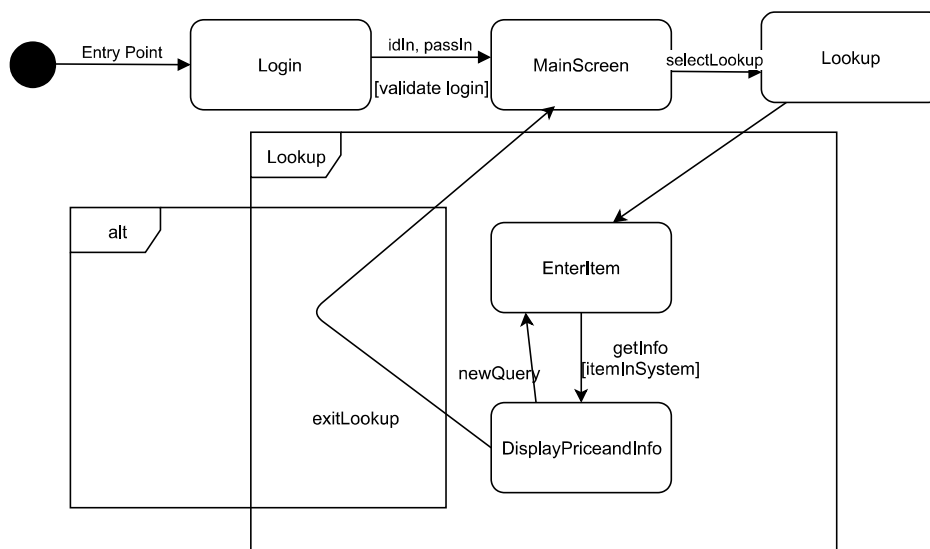 Entry Point
Login
idIn, passIn
[validate login]
MainScreen
selectLookup
Lookup
Lookup
alt
EnterItem
getInfo
[itemInSystem]
newQuery
exitLookup
DisplayPriceandInfo